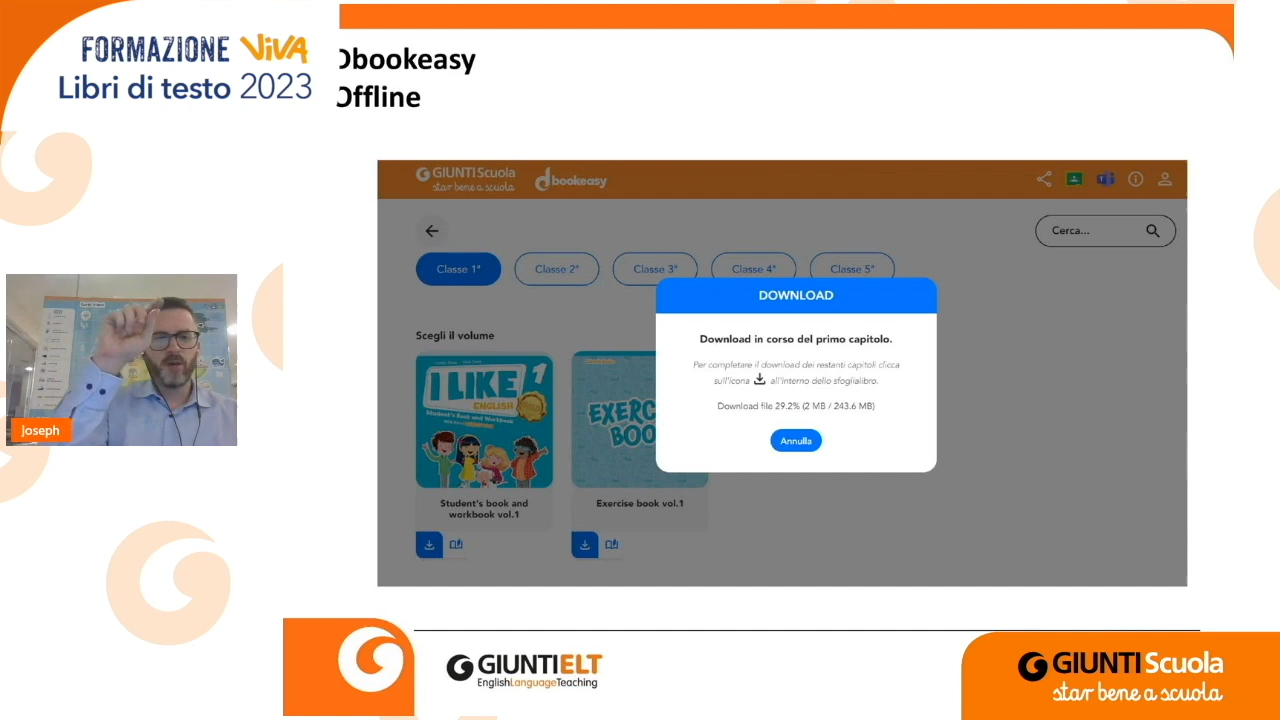 FORMAZIONE ViVA
Libri di testo 2023
Dbookeasy
Offline
GIUNTI Scuola
star bene a scuola
dbookeasy
Cerca...
Classe 1°
Classe 2°
Classe 3°
Classe 4°
Classe 5°
DOWNLOAD
Download in corso del primo capitolo.
Per completare il download dei restanti capitoli clicca
sull'icona all'interno dello sfoglialibro.
Download file 29.2% (2 MB / 243.6 MB)
Annulla
Scegli il volume
I LIKE 1
ENGLISH
Student's Book and Workbook
EXERC
BOO
Student's book and
workbook vol.1
Exercise book vol.1
Joseph
GIUNTIELT
EnglishLanguageTeaching
GIUNTI Scuola
star bene a scuola